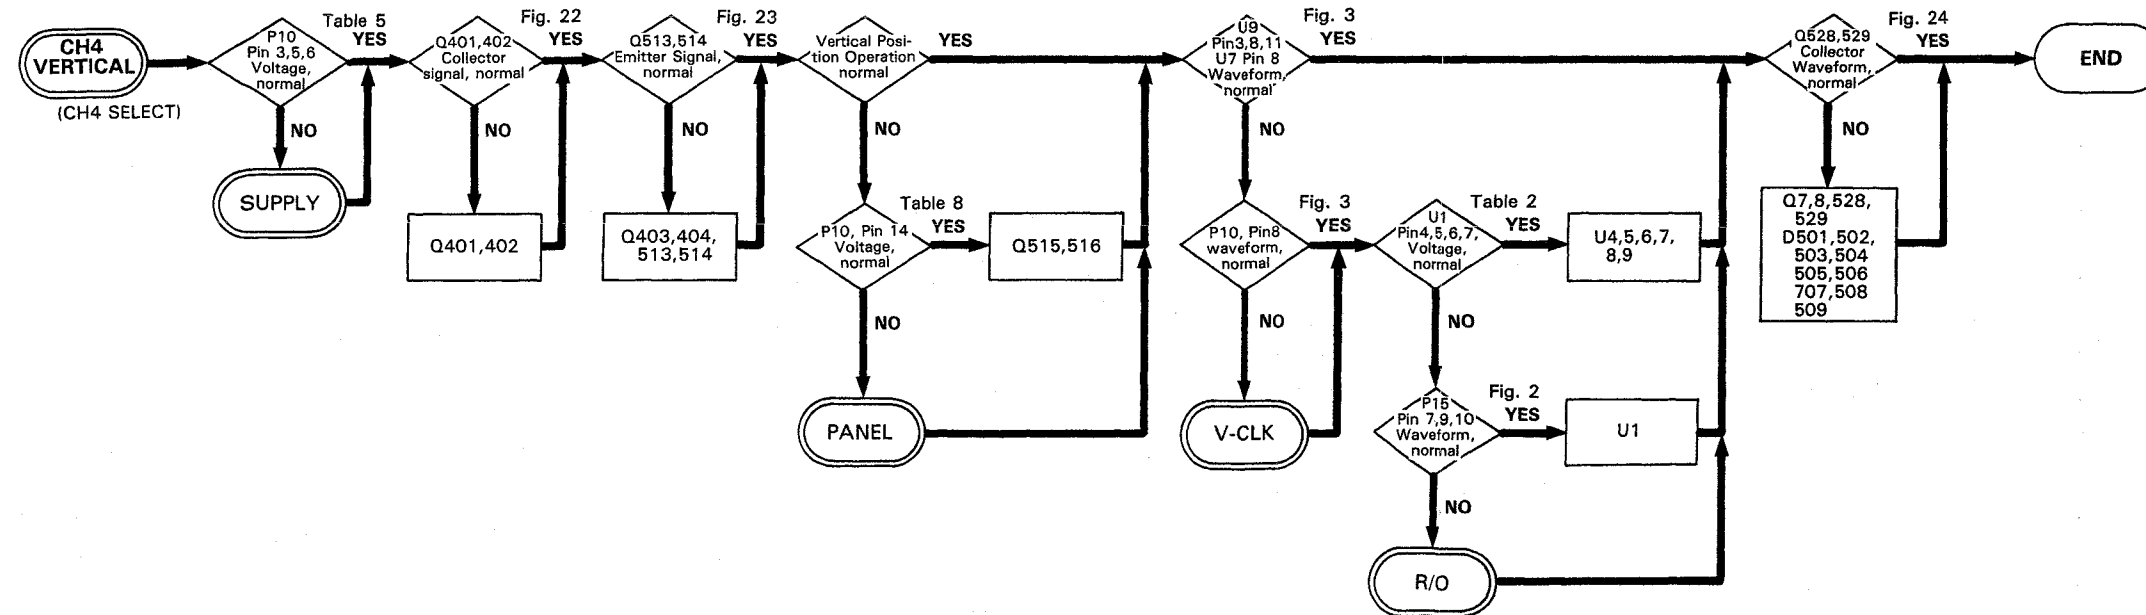 CH4
VERTICAL
(CH4 SELECT)
P10
Pin 3,5,6
Voltage,
normal
Table 5
YES
NO
SUPPLY
Q401,402
Collector
signal, normal
Fig. 22
YES
NO
Q401,402
Q513,514
Emitter Signal,
normal
Fig. 23
YES
NO
Q403,404,
513,514
Vertical Posi-
tion Operation
normal
YES
NO
P10, Pin 14
Voltage,
normal
Table 8
YES
Q515,516
NO
PANEL
U9
Pin3,8,11
U7 Pin 8
Waveform,
normal
Fig. 3
YES
NO
P10, Pin8
waveform,
normal
Fig. 3
YES
NO
V-CLK
U1
Pin4,5,6,7,
Voltage,
normal
Table 2
YES
U4,5,6,7,
8,9
NO
P15
Pin 7,9,10
Waveform,
normal
Fig. 2
YES
U1
NO
R/O
Q528,529
Collector
Waveform,
normal
Fig. 24
YES
NO
Q7,8,528,
529
D501,502,
503,504
505,506
707,508
509
END